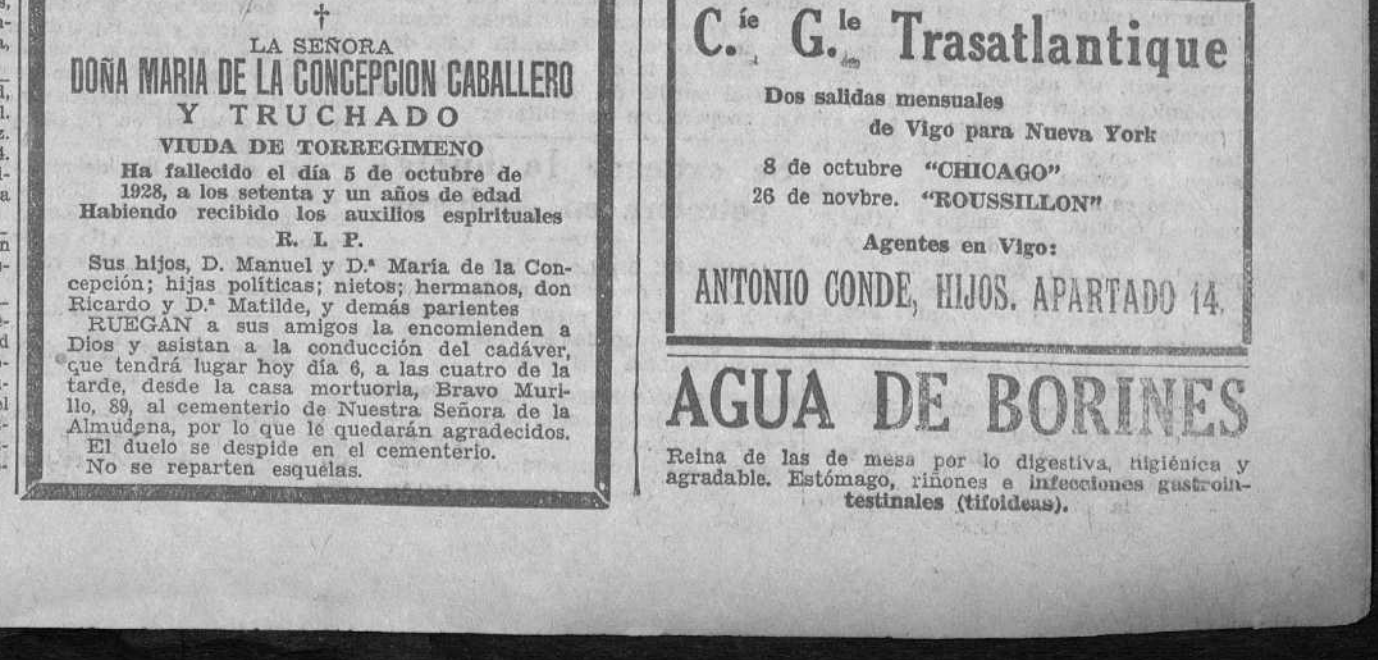 †
LA SEÑORA
DOÑA MARIA DE LA CONCEPCION CABALLERO
Y TRUCHADO
VIUDA DE TORREGIMENO
Ha fallecido el día 5 de octubre de
1928, a los setenta y un años de edad
Habiendo recibido los auxilios espirituales
R. I. P.
Sus hijos, D. Manuel y D.ª María de la Con-
cepción; hijas políticas; nietos; hermanos, don
Ricardo y D.ª Matilde, y demás parientes
RUEGAN a sus amigos la encomienden a
Dios y asistan a la conducción del cadáver,
que tendrá lugar hoy día 6, a las cuatro de la
tarde, desde la casa mortuoria, Bravo Muri-
llo, 89, al cementerio de Nuestra Señora de la
Almudena, por lo que le quedarán agradecidos.
El duelo se despide en el cementerio.
No se reparten esquelas.
C.íe G.le Trasatlantique
Dos salidas mensuales
de Vigo para Nueva York
8 de octubre "CHICAGO"
26 de novbre. "ROUSSILLON"
Agentes en Vigo:
ANTONIO CONDE, HIJOS. APARTADO 14.
AGUA DE BORINES
Reina de las de mesa por lo digestiva, higiénica y
agradable. Estómago, riñones e infecciones gastroin-
testinales (tifoideas).